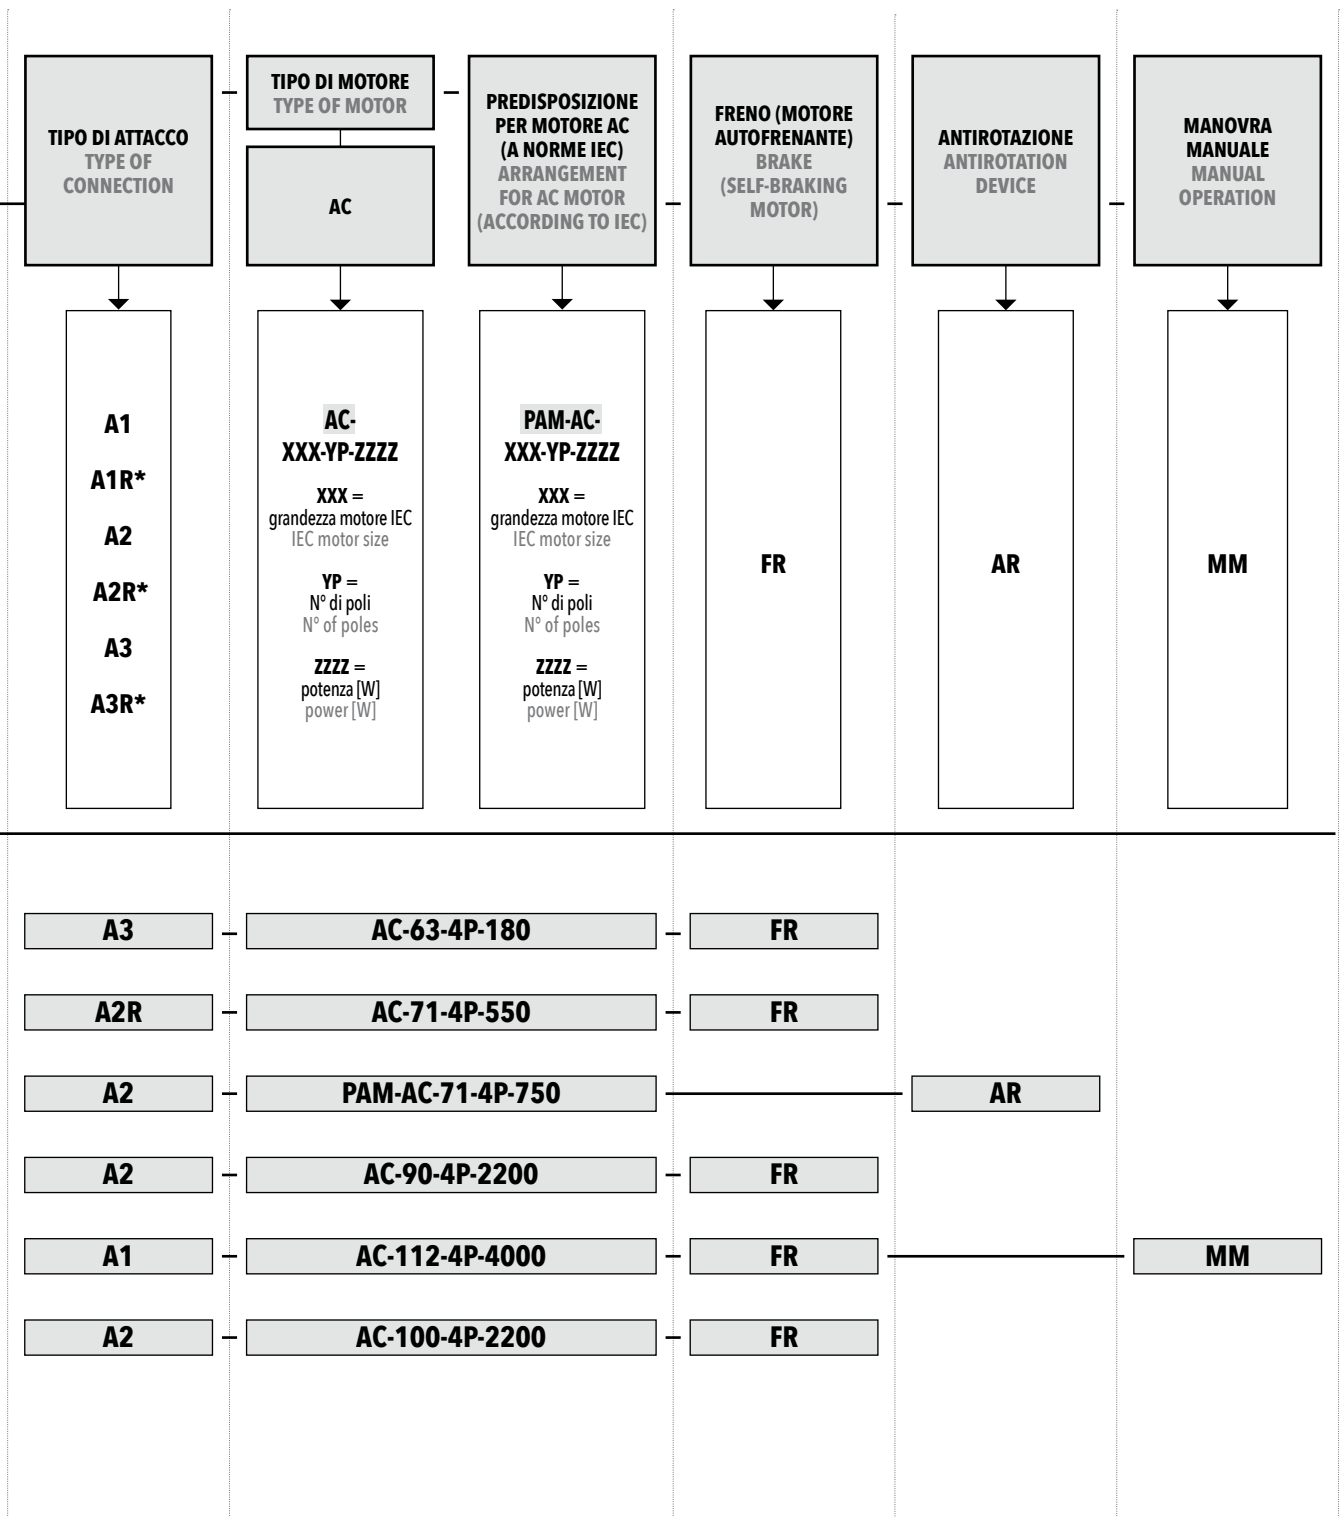 TIPO DI ATTACCO
TYPE OF
CONNECTION
TIPO DI MOTORE
TYPE OF MOTOR
AC
PREDISPOSIZIONE
PER MOTORE AC
(A NORME IEC)
ARRANGEMENT
FOR AC MOTOR
(ACCORDING TO IEC)
FRENO (MOTORE
AUTOFRENANTE)
BRAKE
(SELF-BRAKING
MOTOR)
ANTIROTAZIONE
ANTIROTATION
DEVICE
MANOVRA
MANUALE
MANUAL
OPERATION
A1
A1R*
A2
A2R*
A3
A3R*
AC-
XXX-YP-ZZZZ
XXX =
grandezza motore IEC
IEC motor size
YP =
N° di poli
N° of poles
ZZZZ =
potenza [W]
power [W]
PAM-AC-
XXX-YP-ZZZZ
XXX =
grandezza motore IEC
IEC motor size
YP =
N° di poli
N° of poles
ZZZZ =
potenza [W]
power [W]
FR
AR
MM
A3 – AC-63-4P-180 – FR
A2R – AC-71-4P-550 – FR
A2 – PAM-AC-71-4P-750 – AR
A2 – AC-90-4P-2200 – FR
A1 – AC-112-4P-4000 – FR – MM
A2 – AC-100-4P-2200 – FR